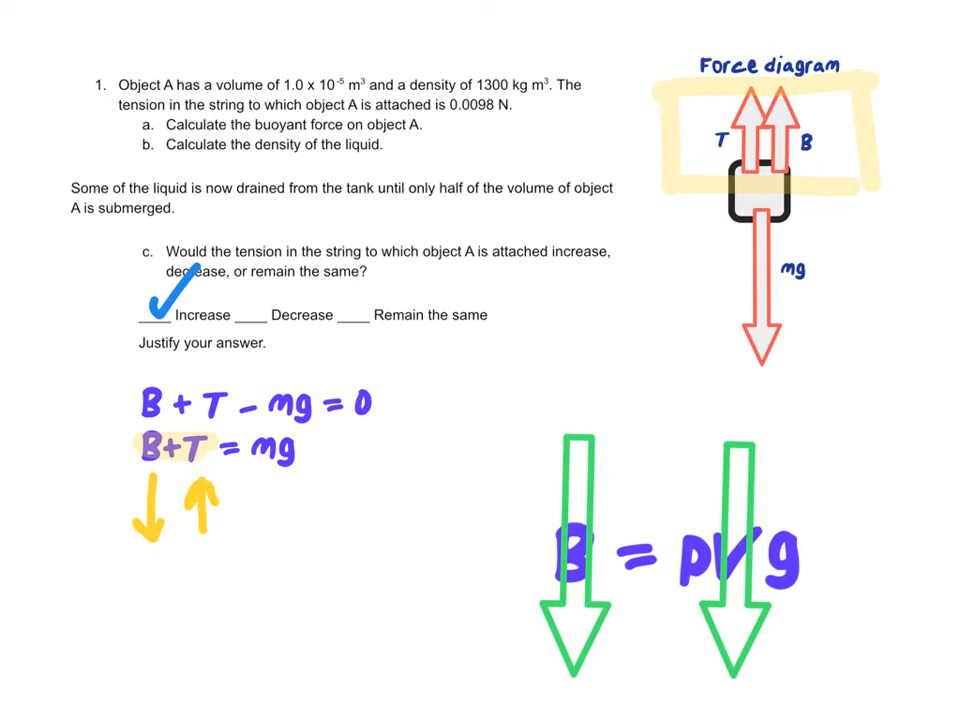 1. Object A has a volume of 1.0 x 10⁻⁵ m³ and a density of 1300 kg m³. The
tension in the string to which object A is attached is 0.0098 N.
a. Calculate the buoyant force on object A.
b. Calculate the density of the liquid.
Some of the liquid is now drained from the tank until only half of the volume of object
A is submerged.
c. Would the tension in the string to which object A is attached increase,
decrease, or remain the same?
____ Increase ____ Decrease ____ Remain the same
Justify your answer.
Force diagram
T B
mg
B + T - mg = 0
B+T = mg
B = ρVg